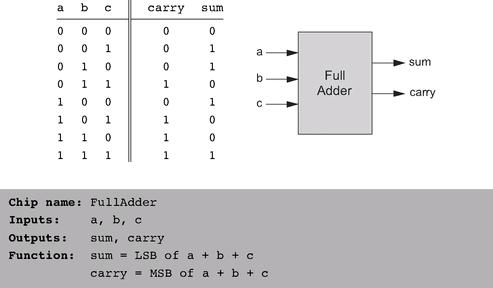 a b c carry sum
0 0 0 0 0
0 0 1 0 1
0 1 0 0 1
0 1 1 1 0
1 0 0 0 1
1 0 1 1 0
1 1 0 1 0
1 1 1 1 1
a
b
c
Full
Adder
sum
carry
Chip name: FullAdder
Inputs: a, b, c
Outputs: sum, carry
Function: sum = LSB of a + b + c
carry = MSB of a + b + c